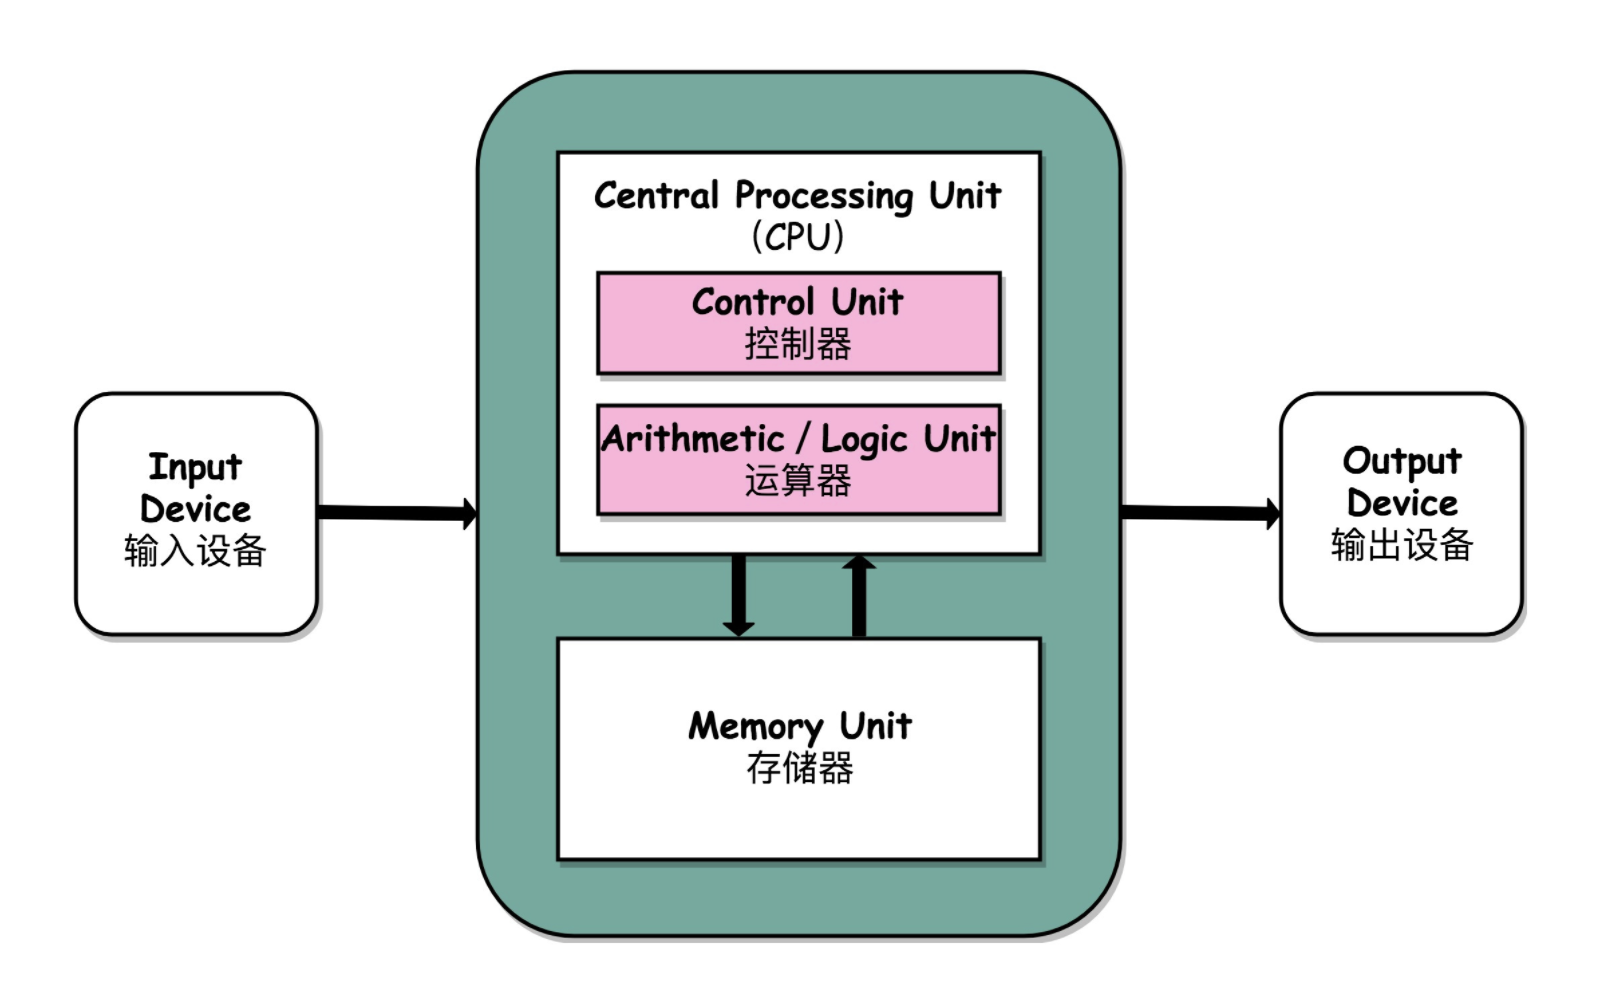 Central Processing Unit
(CPU)
Control Unit
控制器
Arithmetic / Logic Unit
运算器
Input
Device
输入设备
Output
Device
输出设备
Memory Unit
存储器